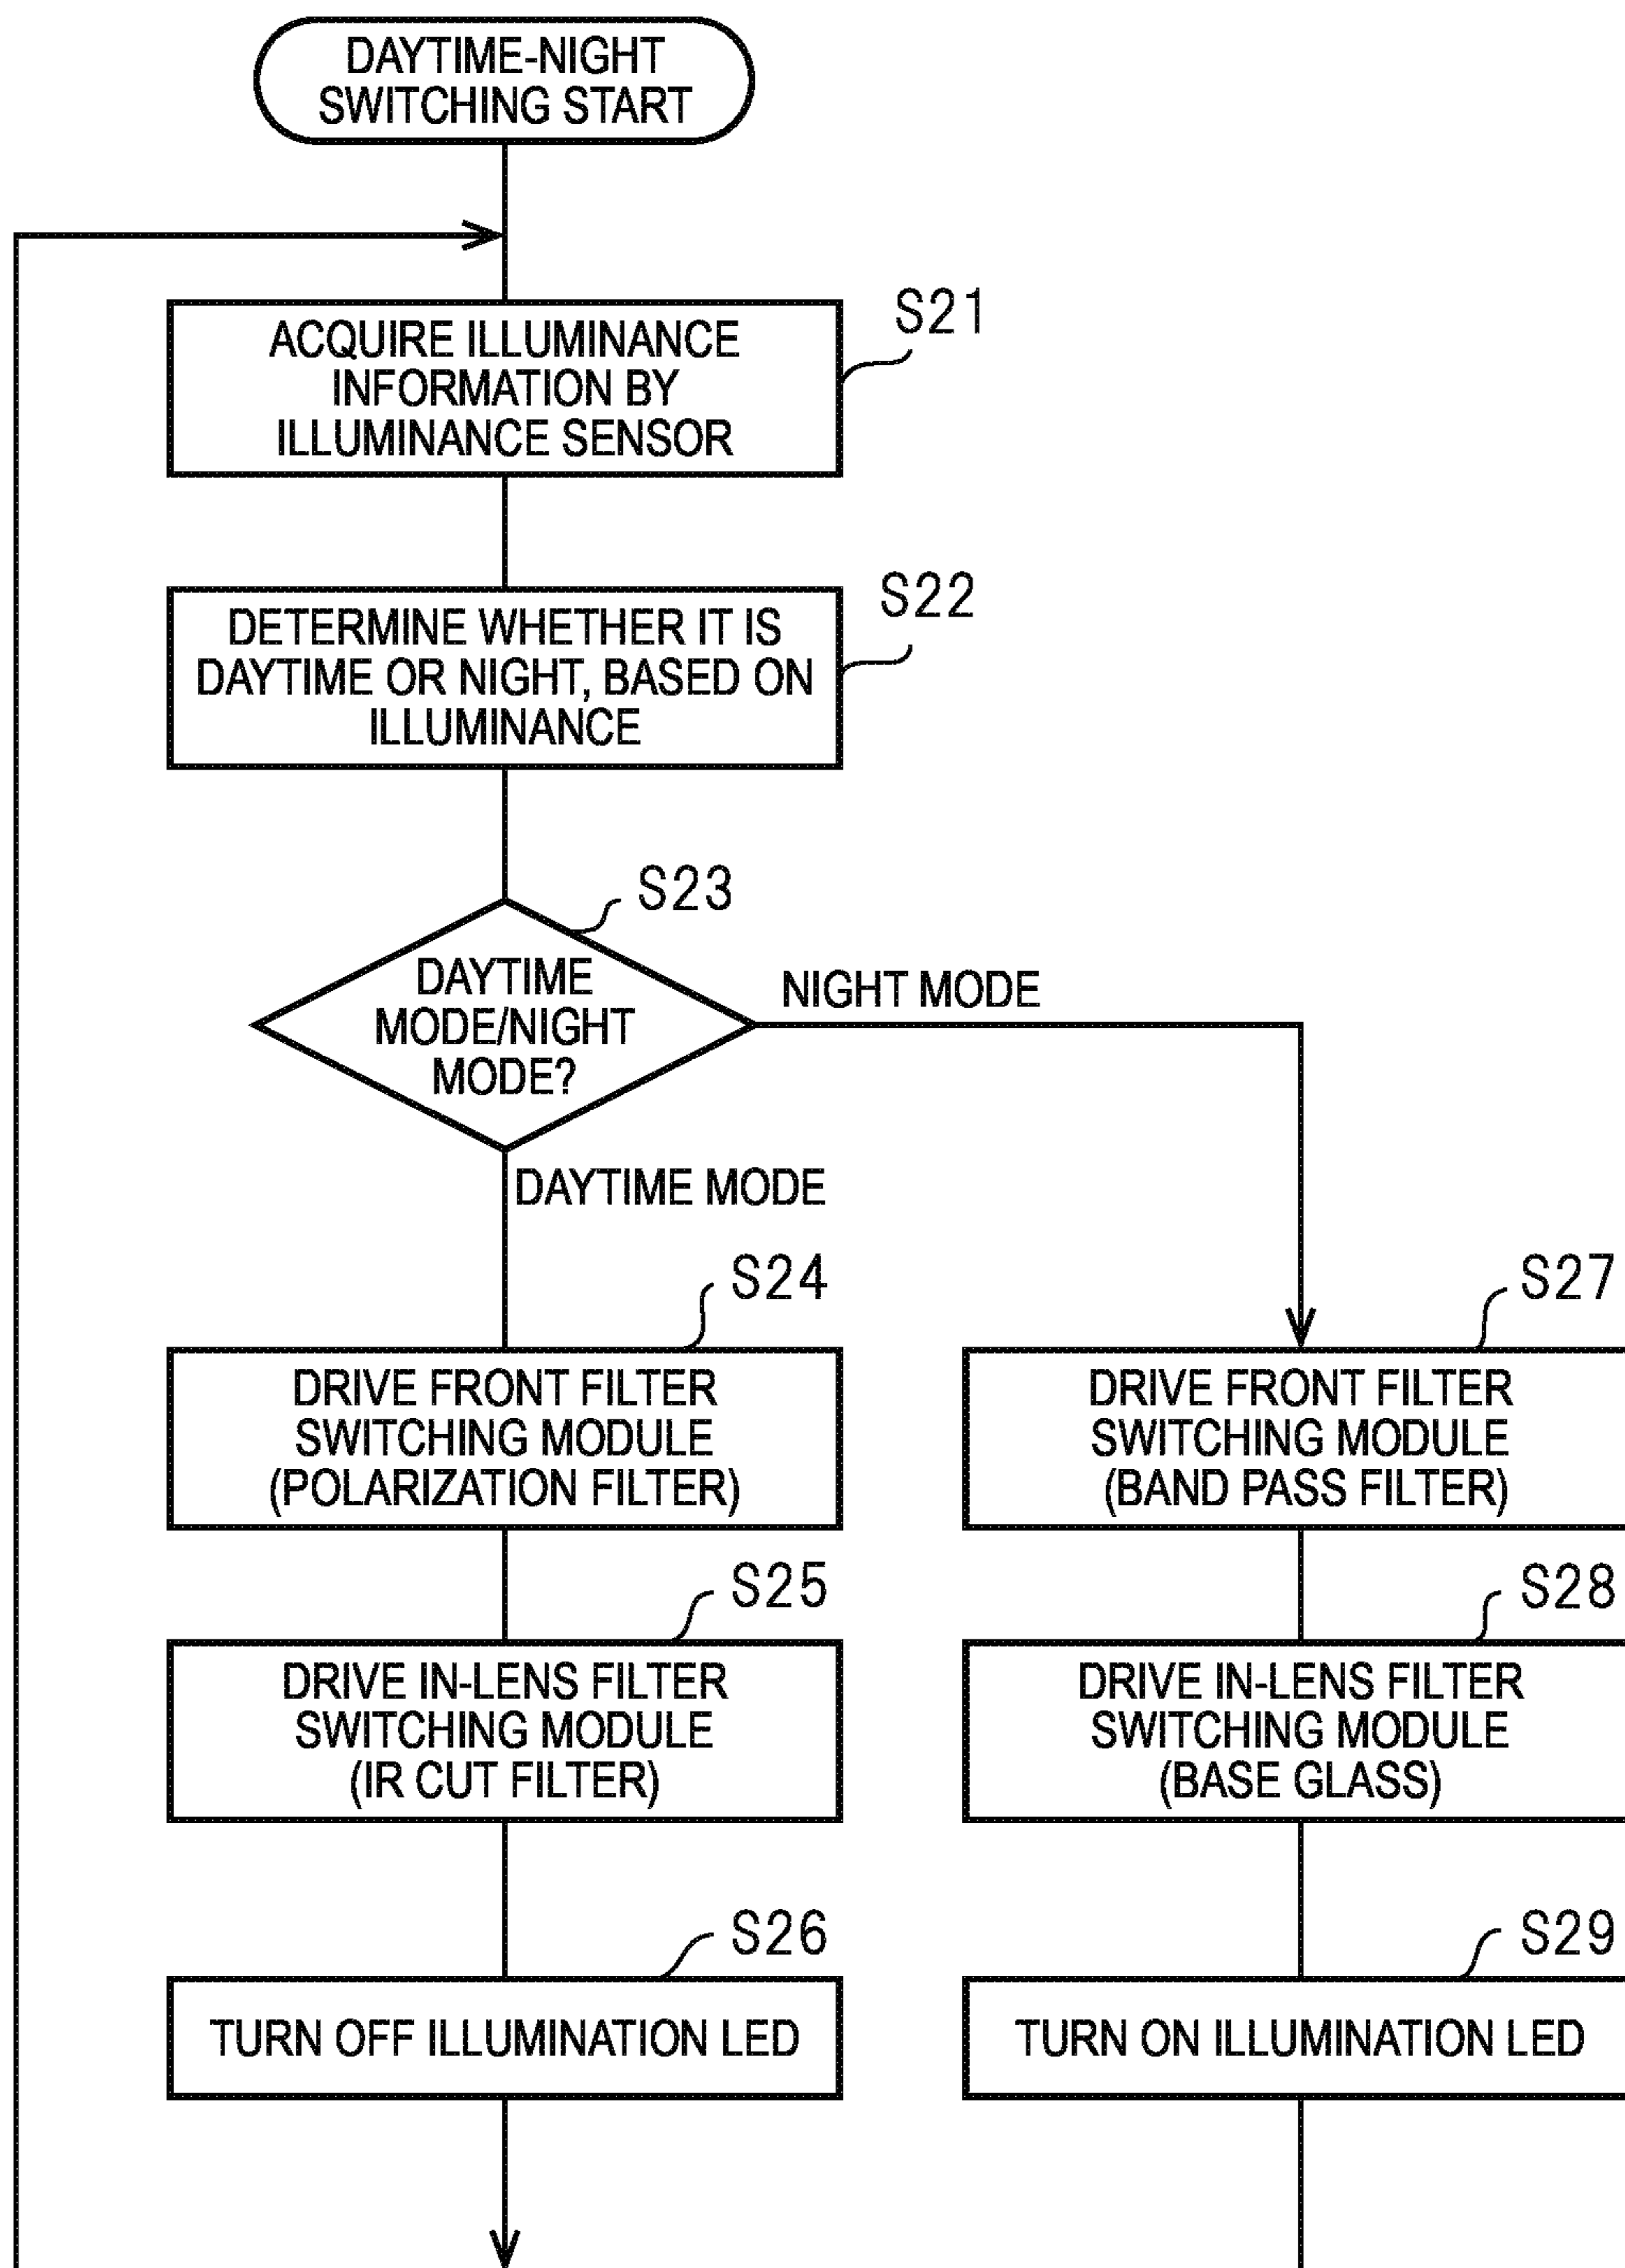 DAYTIME-NIGHT
SWITCHING START
S21
ACQUIRE ILLUMINANCE
INFORMATION BY
ILLUMINANCE SENSOR
S22
DETERMINE WHETHER IT IS
DAYTIME OR NIGHT, BASED ON
ILLUMINANCE
S23
DAYTIME
MODE/NIGHT
MODE?
NIGHT MODE
DAYTIME MODE
S24
DRIVE FRONT FILTER
SWITCHING MODULE
(POLARIZATION FILTER)
S25
DRIVE IN-LENS FILTER
SWITCHING MODULE
(IR CUT FILTER)
S26
TURN OFF ILLUMINATION LED
S27
DRIVE FRONT FILTER
SWITCHING MODULE
(BAND PASS FILTER)
S28
DRIVE IN-LENS FILTER
SWITCHING MODULE
(BASE GLASS)
S29
TURN ON ILLUMINATION LED